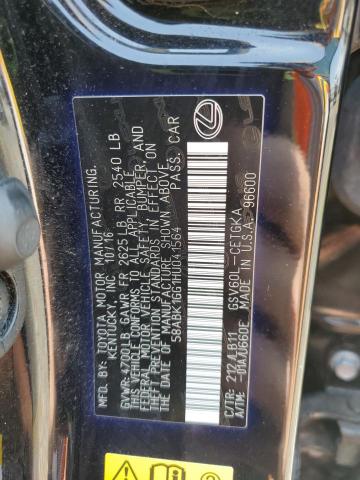 MFD. BY: TOYOTA MOTOR MANUFACTURING,
KENTUCKY, INC. 10/16
GVWR 4700 LB GAWR FR 2625 LB RR 2540 LB
THIS VEHICLE CONFORMS TO ALL APPLICABLE
FEDERAL MOTOR VEHICLE SAFETY, BUMPER, AND
THEFT PREVENTION STANDARDS IN EFFECT ON
THE DATE OF MANUFACTURE SHOWN ABOVE.
58ABK1GG1HU041564 PASS. CAR
GSV60L-CETGKA
MADE IN U.S.A. 96600
C/TR: 212/LB11
A/TM: -01A/U660E